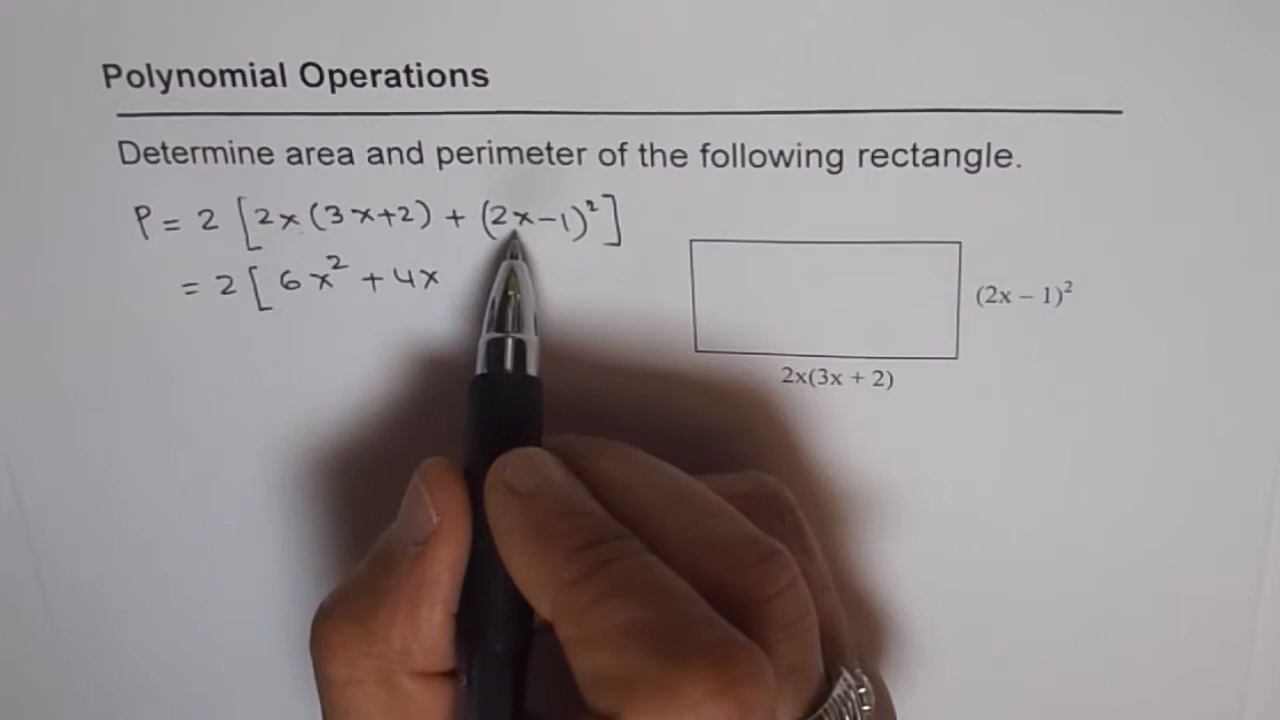 Polynomial Operations
Determine area and perimeter of the following rectangle.
P = 2 [2x(3x+2) + (2x-1)²]
= 2 [6x² + 4x
(2x – 1)²
2x(3x + 2)